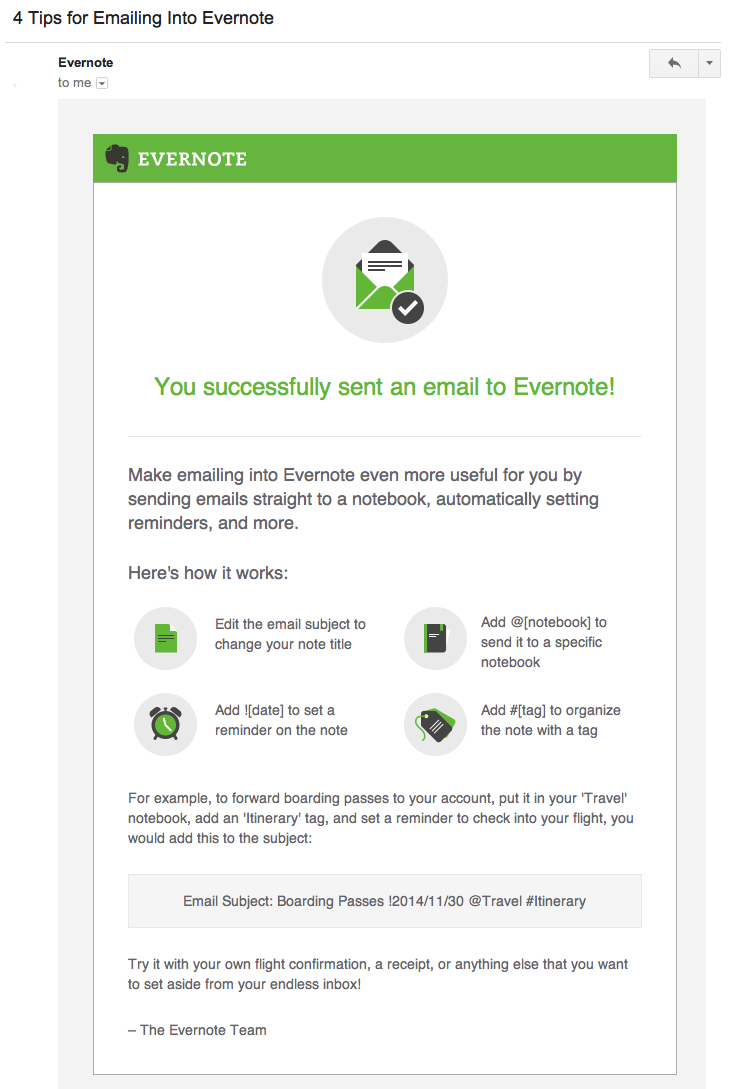 4 Tips for Emailing Into Evernote
Evernote
to me
EVERNOTE
You successfully sent an email to Evernote!
Make emailing into Evernote even more useful for you by
sending emails straight to a notebook, automatically setting
reminders, and more.
Here's how it works:
Edit the email subject to
change your note title
Add @[notebook] to
send it to a specific
notebook
Add ![date] to set a
reminder on the note
Add #[tag] to organize
the note with a tag
For example, to forward boarding passes to your account, put it in your 'Travel'
notebook, add an 'Itinerary' tag, and set a reminder to check into your flight, you
would add this to the subject:
Email Subject: Boarding Passes !2014/11/30 @Travel #Itinerary
Try it with your own flight confirmation, a receipt, or anything else that you want
to set aside from your endless inbox!
– The Evernote Team